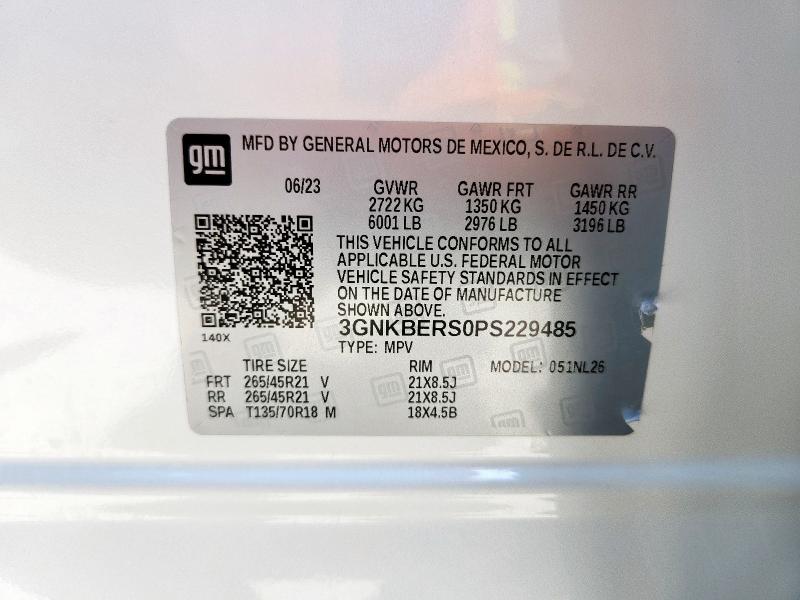 gm
MFD BY GENERAL MOTORS DE MEXICO, S. DE R.L. DE C.V.
06/23 GVWR GAWR FRT GAWR RR
2722 KG 1350 KG 1450 KG
6001 LB 2976 LB 3196 LB
THIS VEHICLE CONFORMS TO ALL
APPLICABLE U.S. FEDERAL MOTOR
VEHICLE SAFETY STANDARDS IN EFFECT
ON THE DATE OF MANUFACTURE
SHOWN ABOVE.
3GNKBERS0PS229485
140X
TYPE: MPV
TIRE SIZE RIM MODEL: 051NL26
FRT 265/45R21 V 21X8.5J
RR 265/45R21 V 21X8.5J
SPA T135/70R18 M 18X4.5B